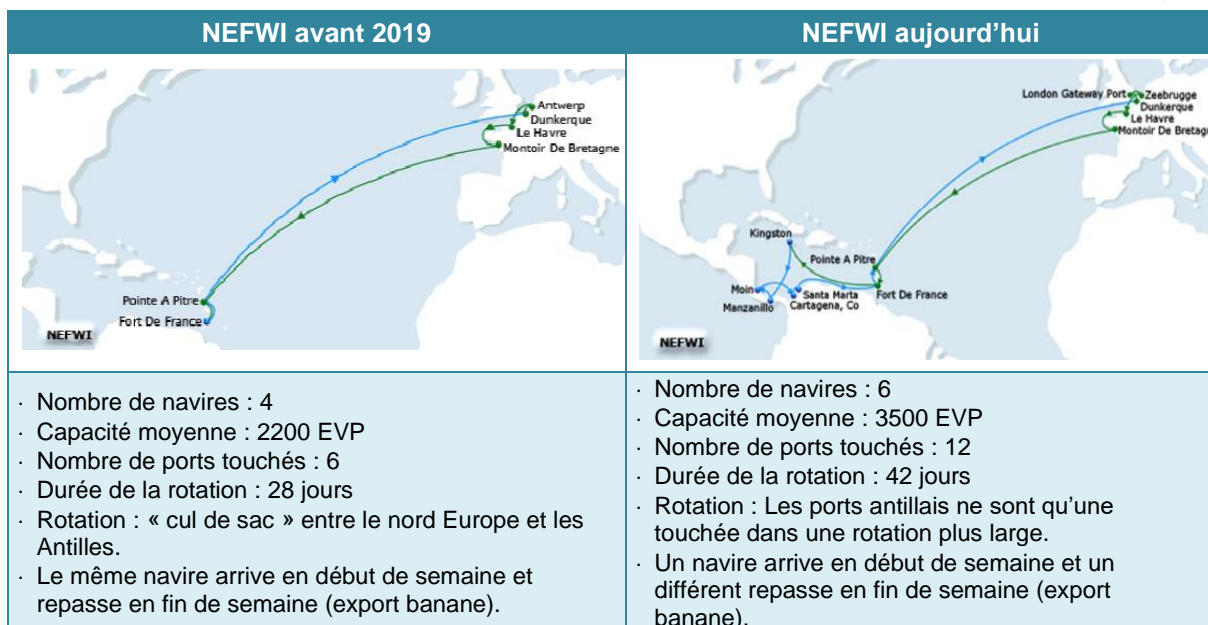 NEFWI avant 2019
Antwerp
Dunkerque
Le Havre
Montoir De Bretagne
Pointe A Pitre
Fort De France
NEFWI
· Nombre de navires : 4
· Capacité moyenne : 2200 EVP
· Nombre de ports touchés : 6
· Durée de la rotation : 28 jours
· Rotation : « cul de sac » entre le nord Europe et les
Antilles.
· Le même navire arrive en début de semaine et
repasse en fin de semaine (export banane).
NEFWI aujourd’hui
London Gateway Port
Zeebrugge
Dunkerque
Le Havre
Montoir De Bretag
Kingston
Pointe A Pitre
Moin
Santa Marta
Fort De France
Manzanillo
Cartagena, Co
NEFWI
· Nombre de navires : 6
· Capacité moyenne : 3500 EVP
· Nombre de ports touchés : 12
· Durée de la rotation : 42 jours
· Rotation : Les ports antillais ne sont qu’une
touchée dans une rotation plus large.
· Un navire arrive en début de semaine et un
différent repasse en fin de semaine (export
banane).